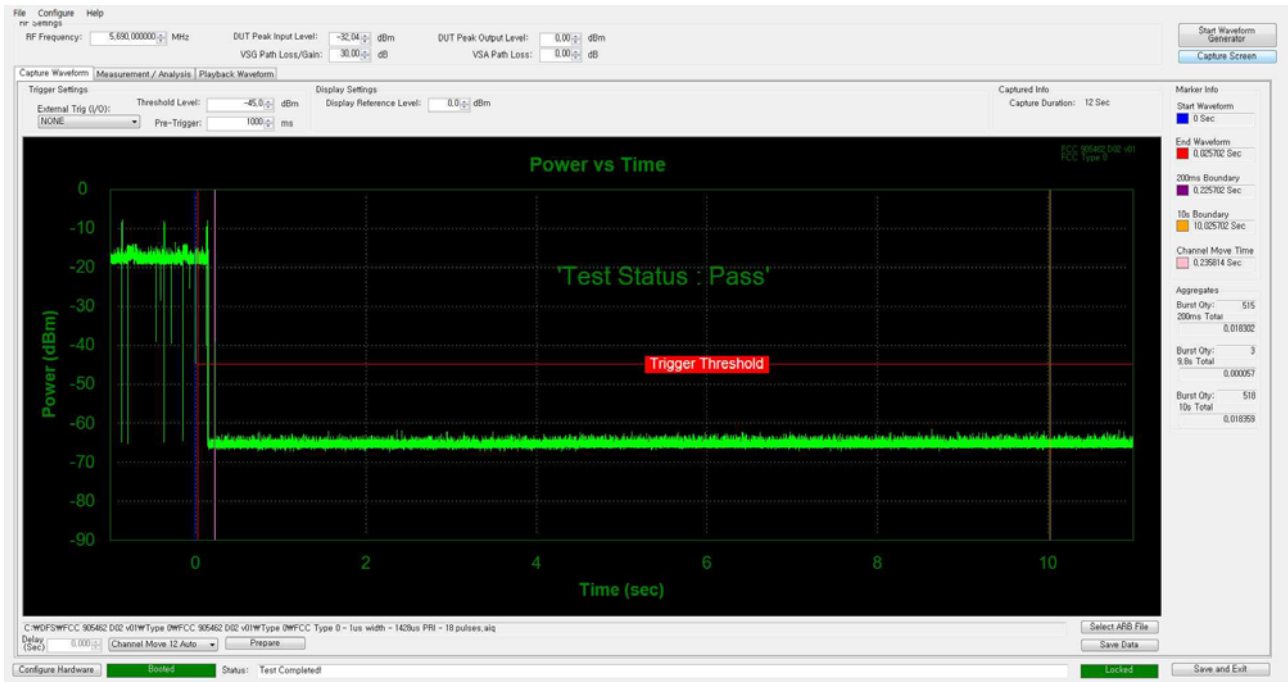 File Configure Help
RF Settings
RF Frequency: 5,690,000000 MHz DUT Peak Input Level: -32,04 dBm DUT Peak Output Level: 0,00 dBm
VSG Path Loss/Gain: 30,00 dB VSA Path Loss: 0,00 dB
Start Waveform Generator
Capture Screen
Capture Waveform Measurement / Analysis Playback Waveform
Trigger Settings
External Trig (I/O): Threshold Level: -45,0 dBm
NONE Pre-Trigger: 1000 ms
Display Settings
Display Reference Level: 0,0 dBm
Captured Info
Capture Duration: 12 Sec
Marker Info
Start Waveform
0 Sec
End Waveform
0,025702 Sec
200ms Boundary
0,225702 Sec
10s Boundary
10,025702 Sec
Channel Move Time
0,235814 Sec
Aggregates
Burst Qty: 515
200ms Total
0,018302
Burst Qty: 3
9,8s Total
0,000057
Burst Qty: 518
10s Total
0,018359
FCC 905462 D02 v01
FCC Type 0
Power vs Time
'Test Status : Pass'
Trigger Threshold
Power (dBm)
0
-10
-20
-30
-40
-50
-60
-70
-80
-90
0 2 4 6 8 10
Time (sec)
C:₩DFS₩FCC 905462 D02 v01₩Type 0₩FCC 905462 D02 v01₩Type 0₩FCC Type 0 - 1us width - 1428us PRI - 18 pulses,aiq
Select ARB File
Delay (Sec) 0,000 Channel Move 12 Auto Prepare
Save Data
Configure Hardware Booted Status: Test Completed! Locked Save and Exit